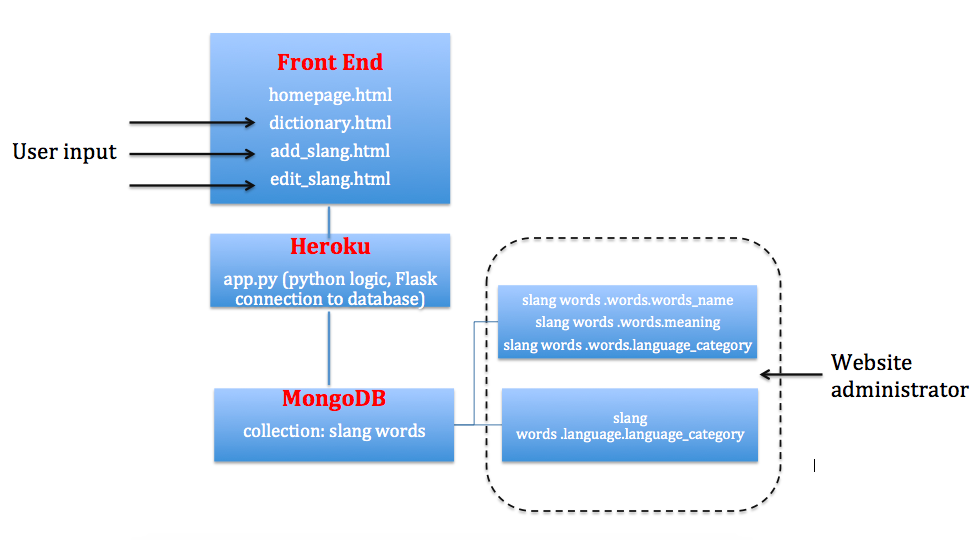 Front End
homepage.html
dictionary.html
add_slang.html
edit_slang.html
User input
Heroku
app.py (python logic, Flask
connection to database)
MongoDB
collection: slang words
slang words .words.words_name
slang words .words.meaning
slang words .words.language_category
slang
words .language.language_category
Website
administrator